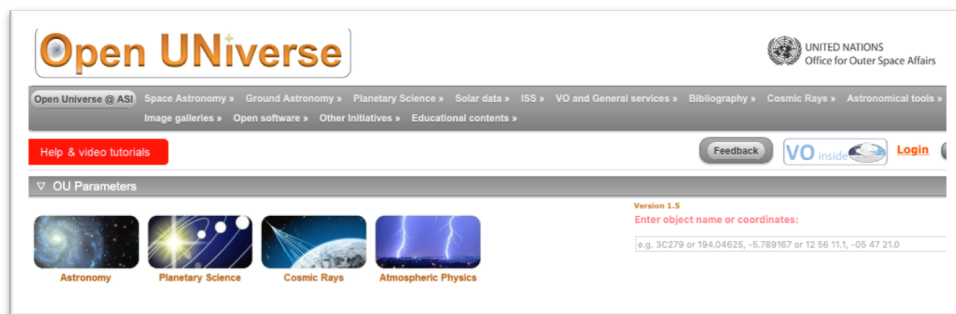 Open UNiverse
UNITED NATIONS
Office for Outer Space Affairs
Open Universe @ ASI Space Astronomy » Ground Astronomy » Planetary Science » Solar data » ISS » VO and General services » Bibliography » Cosmic Rays » Astronomical tools »
Image galleries » Open software » Other Initiatives » Educational contents »
Help & video tutorials
Feedback VO inside Login
▽ OU Parameters
Version 1.5
Enter object name or coordinates:
e.g. 3C279 or 194.04625, -5.789167 or 12 56 11.1, -05 47 21.0
Astronomy Planetary Science Cosmic Rays Atmospheric Physics